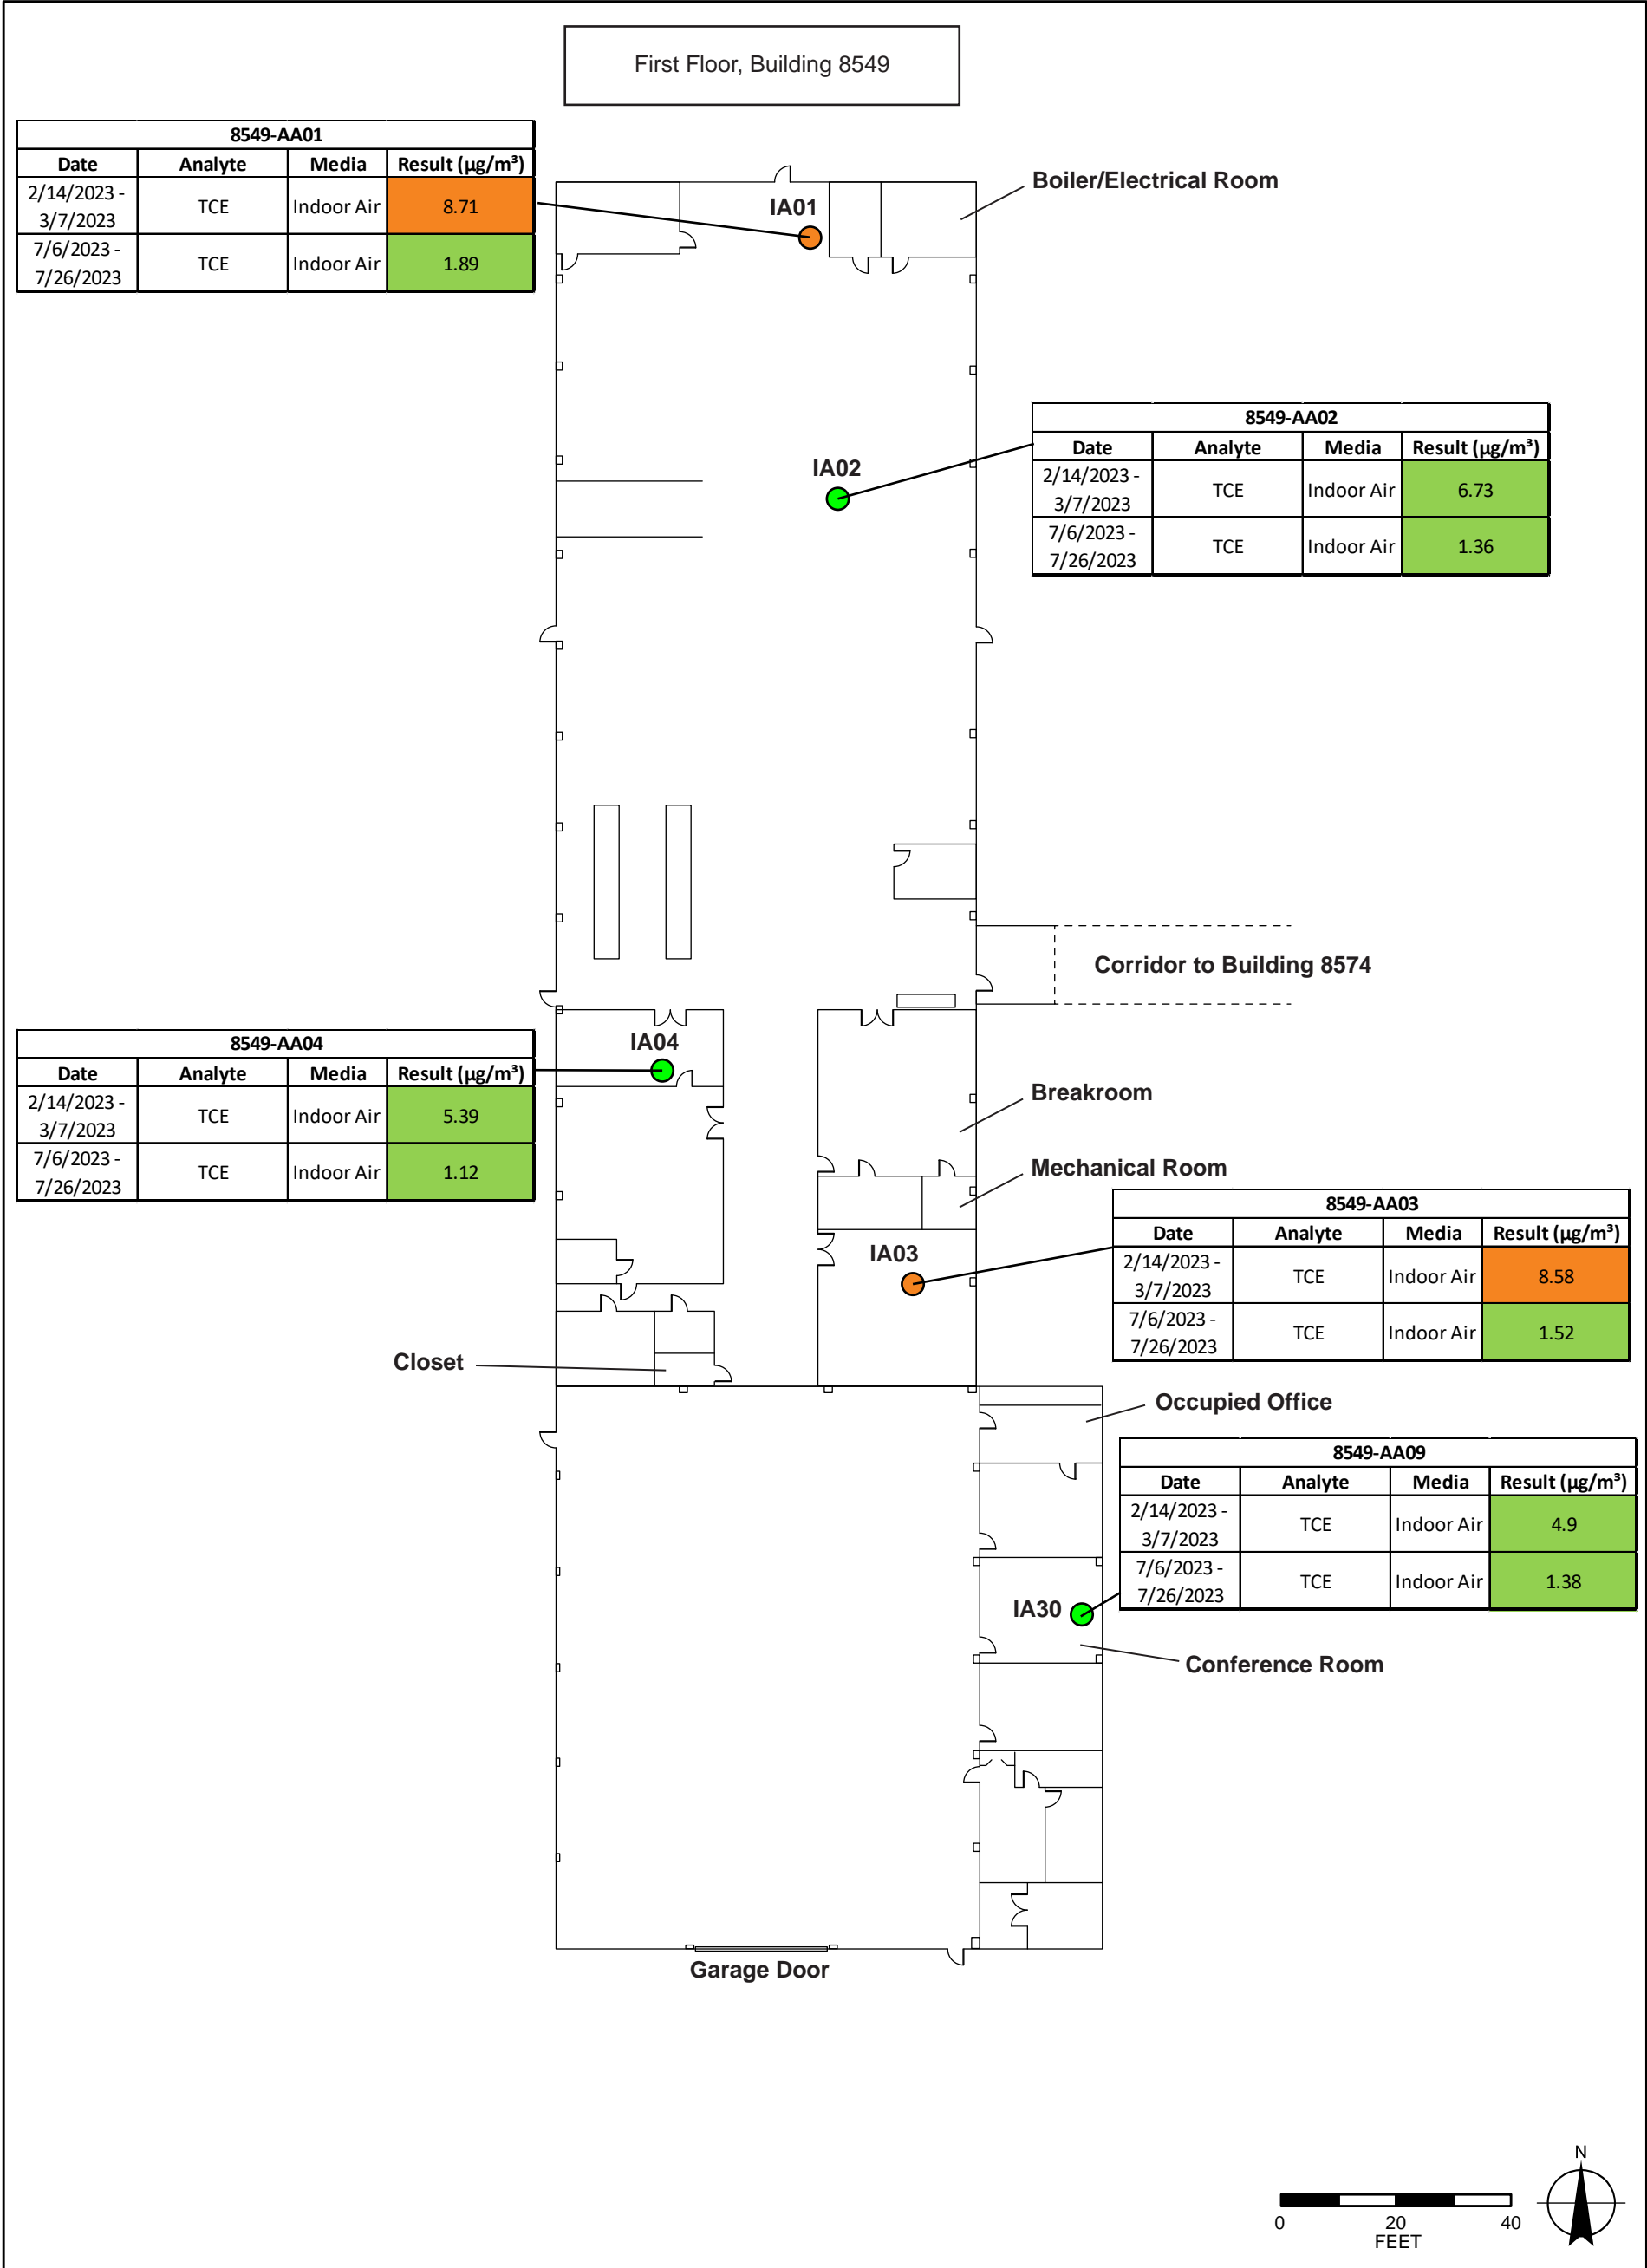 First Floor, Building 8549
8549-AA01
Date Analyte Media Result (µg/m³)
2/14/2023 -
3/7/2023 TCE Indoor Air 8.71
7/6/2023 -
7/26/2023 TCE Indoor Air 1.89
Boiler/Electrical Room
IA01
8549-AA02
Date Analyte Media Result (µg/m³)
2/14/2023 -
3/7/2023 TCE Indoor Air 6.73
7/6/2023 -
7/26/2023 TCE Indoor Air 1.36
IA02
Corridor to Building 8574
8549-AA04
Date Analyte Media Result (µg/m³)
2/14/2023 -
3/7/2023 TCE Indoor Air 5.39
7/6/2023 -
7/26/2023 TCE Indoor Air 1.12
IA04
Breakroom
Mechanical Room
8549-AA03
Date Analyte Media Result (µg/m³)
2/14/2023 -
3/7/2023 TCE Indoor Air 8.58
7/6/2023 -
7/26/2023 TCE Indoor Air 1.52
IA03
Closet
Occupied Office
8549-AA09
Date Analyte Media Result (µg/m³)
2/14/2023 -
3/7/2023 TCE Indoor Air 4.9
7/6/2023 -
7/26/2023 TCE Indoor Air 1.38
IA30
Conference Room
Garage Door
N
0 20 40
FEET